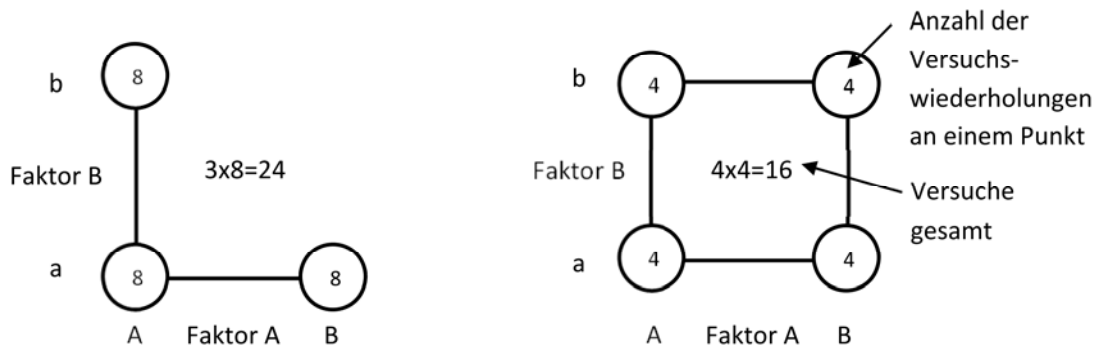 b
8
Faktor B
3x8=24
a
8
8
A Faktor A B
Anzahl der
Versuchs-
wiederholungen
an einem Punkt
b
4
4
Faktor B
4x4=16
Versuche
gesamt
a
4
4
A Faktor A B